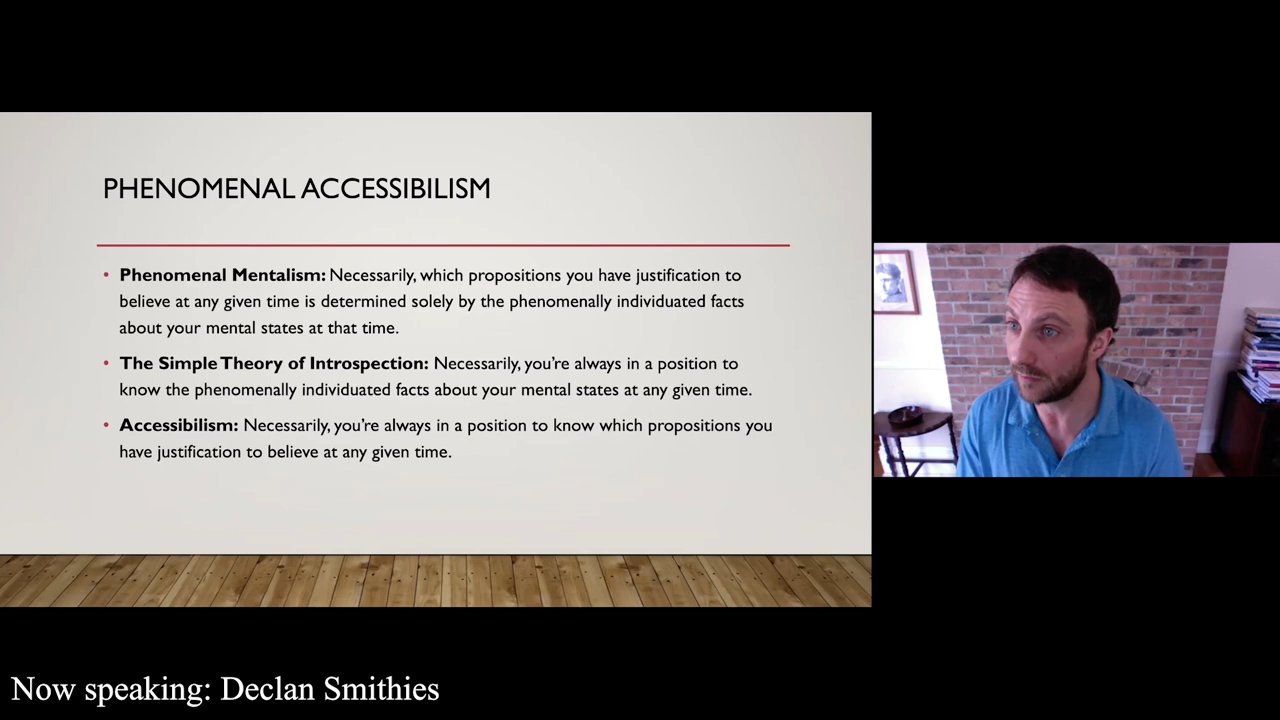 PHENOMENAL ACCESSIBILISM
• Phenomenal Mentalism: Necessarily, which propositions you have justification to
believe at any given time is determined solely by the phenomenally individuated facts
about your mental states at that time.
• The Simple Theory of Introspection: Necessarily, you're always in a position to
know the phenomenally individuated facts about your mental states at any given time.
• Accessibilism: Necessarily, you're always in a position to know which propositions you
have justification to believe at any given time.
Now speaking: Declan Smithies